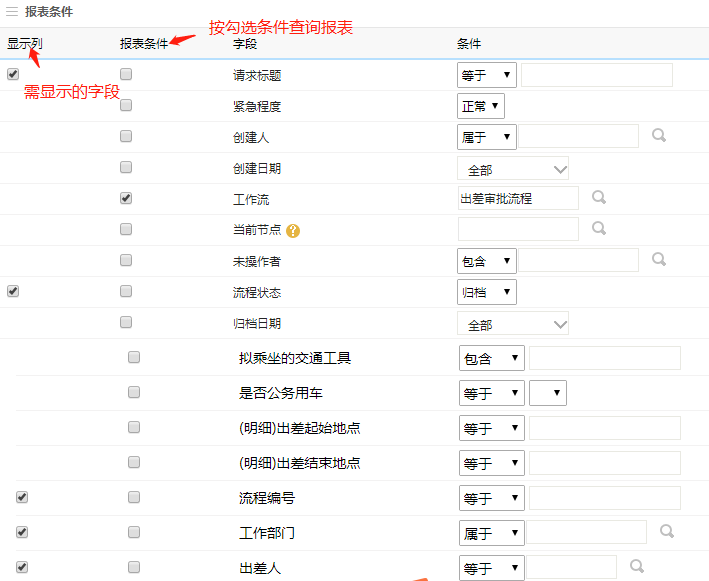 报表条件
按勾选条件查询报表
显示列 报表条件 字段 条件
请求标题 等于
需显示的字段
紧急程度 正常
创建人 属于
创建日期 全部
工作流 出差审批流程
当前节点 ?
未操作者 包含
流程状态 归档
归档日期 全部
拟乘坐的交通工具 包含
是否公务用车 等于
(明细)出差起始地点 等于
(明细)出差结束地点 等于
流程编号 等于
工作部门 属于
出差人 等于